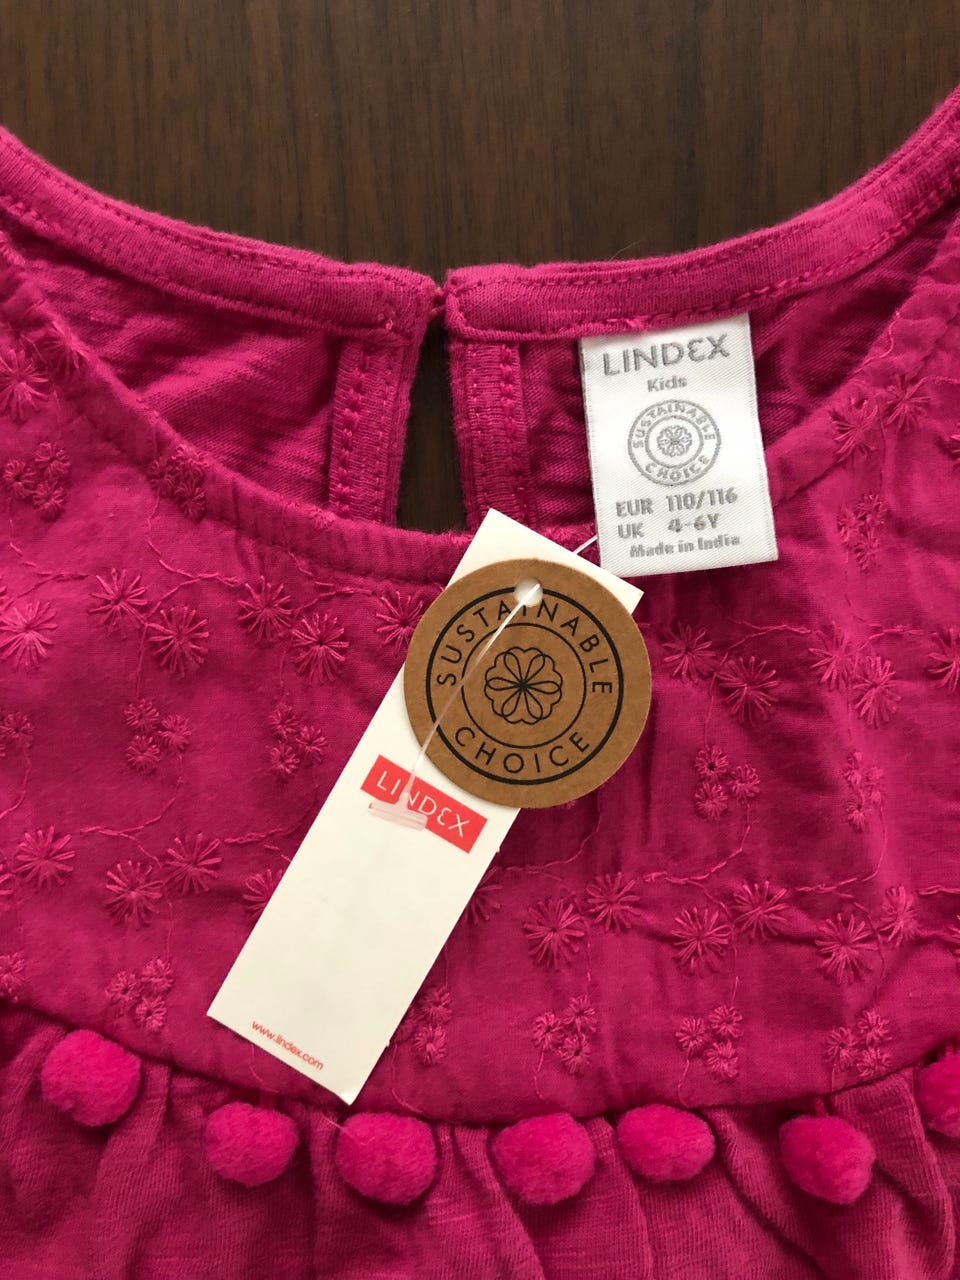 LINDEX
Kids
SUSTAINABLE
CHOICE
EUR 110/116
UK 4-6Y
Made in India
SUSTAINABLE
CHOICE
LINDEX
www.lindex.com